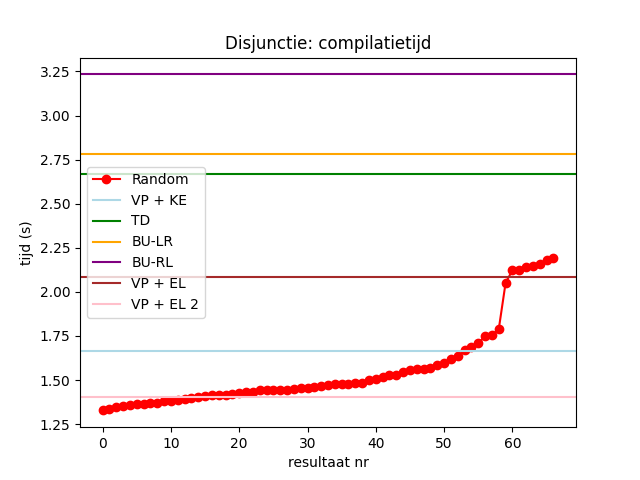 Disjunctie: compilatietijd
tijd (s)
3.25
3.00
2.75
2.50
2.25
2.00
1.75
1.50
1.25
Random
VP + KE
TD
BU-LR
BU-RL
VP + EL
VP + EL 2
0 10 20 30 40 50 60
resultaat nr